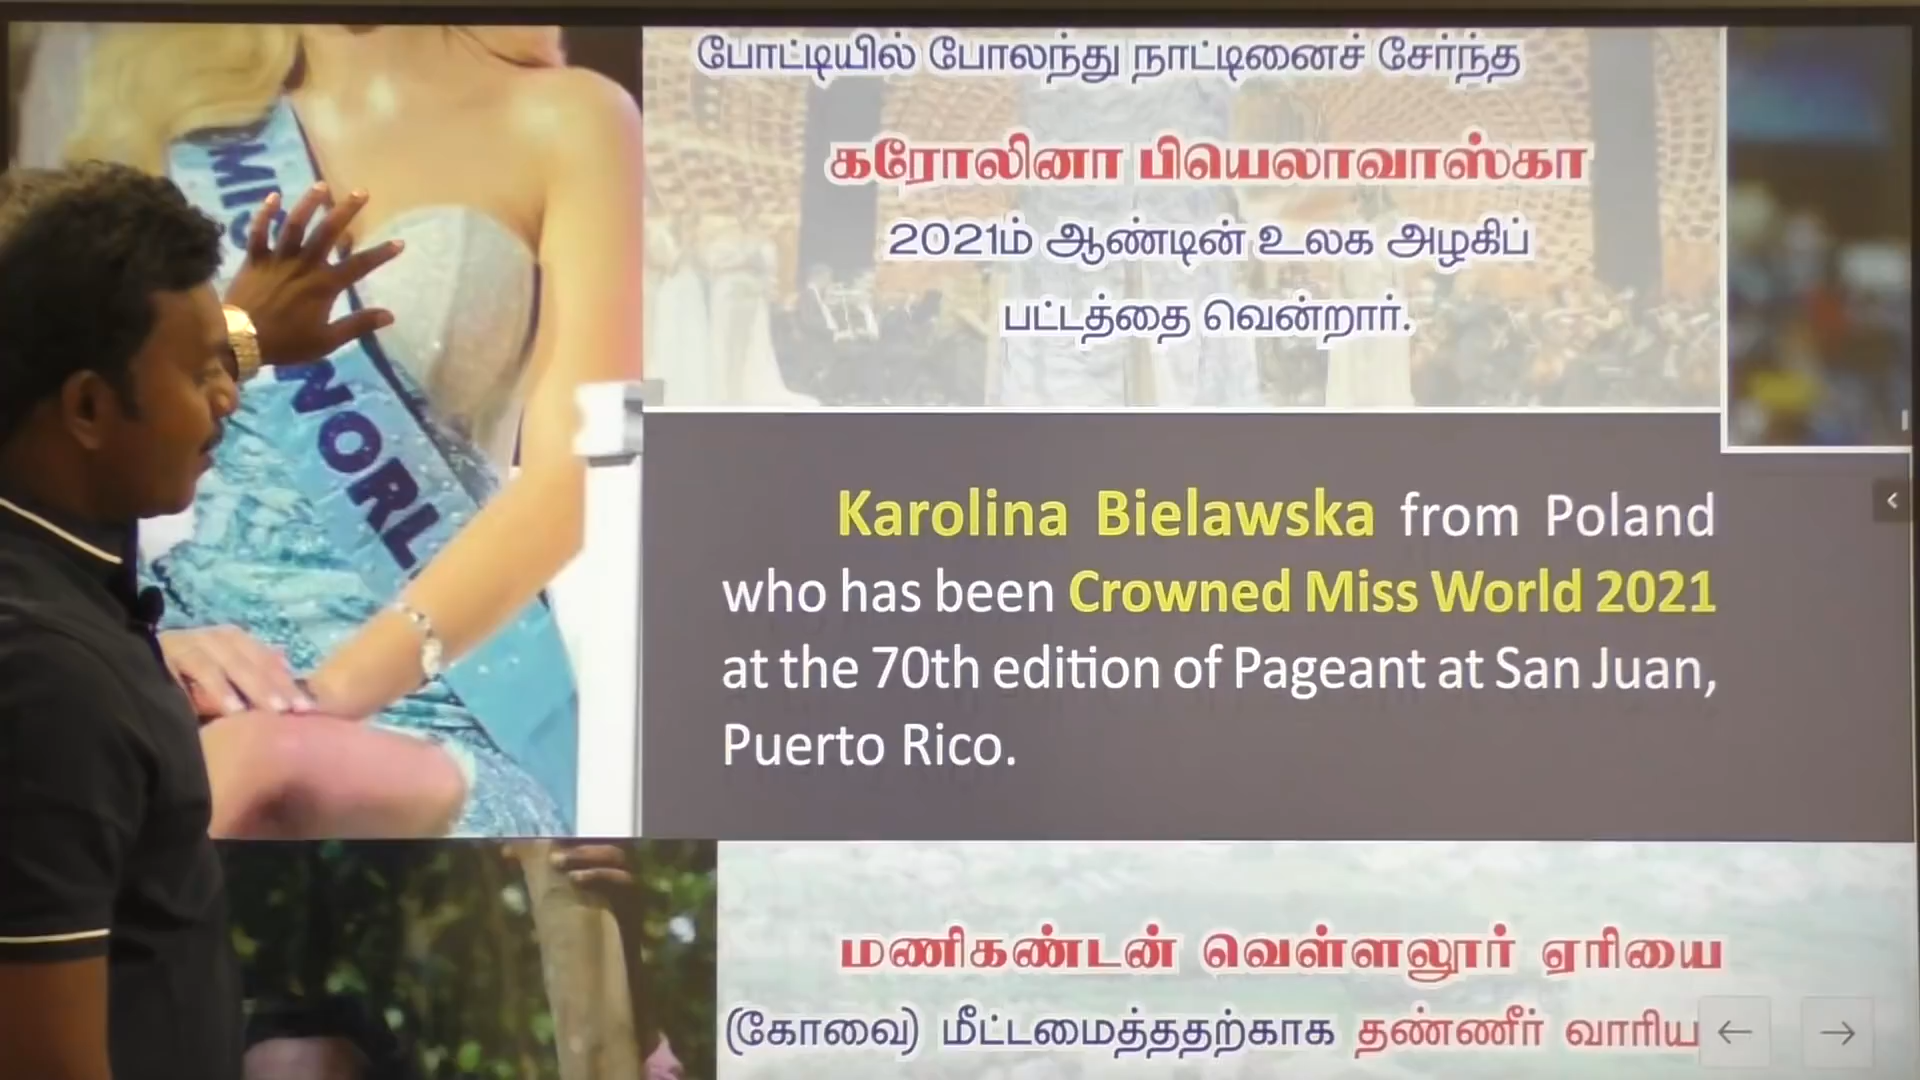 MISS
WORL
போட்டியில் போலந்து நாட்டினைச் சேர்ந்த
கரோலினா பியெலாவாஸ்கா
2021ம் ஆண்டின் உலக அழகிப்
பட்டத்தை வென்றார்.
Karolina Bielawska from Poland
who has been Crowned Miss World 2021
at the 70th edition of Pageant at San Juan,
Puerto Rico.
மணிகண்டன் வெள்ளலூர் ஏரியை
(கோவை) மீட்டமைத்ததற்காக தண்ணீர் வாரிய